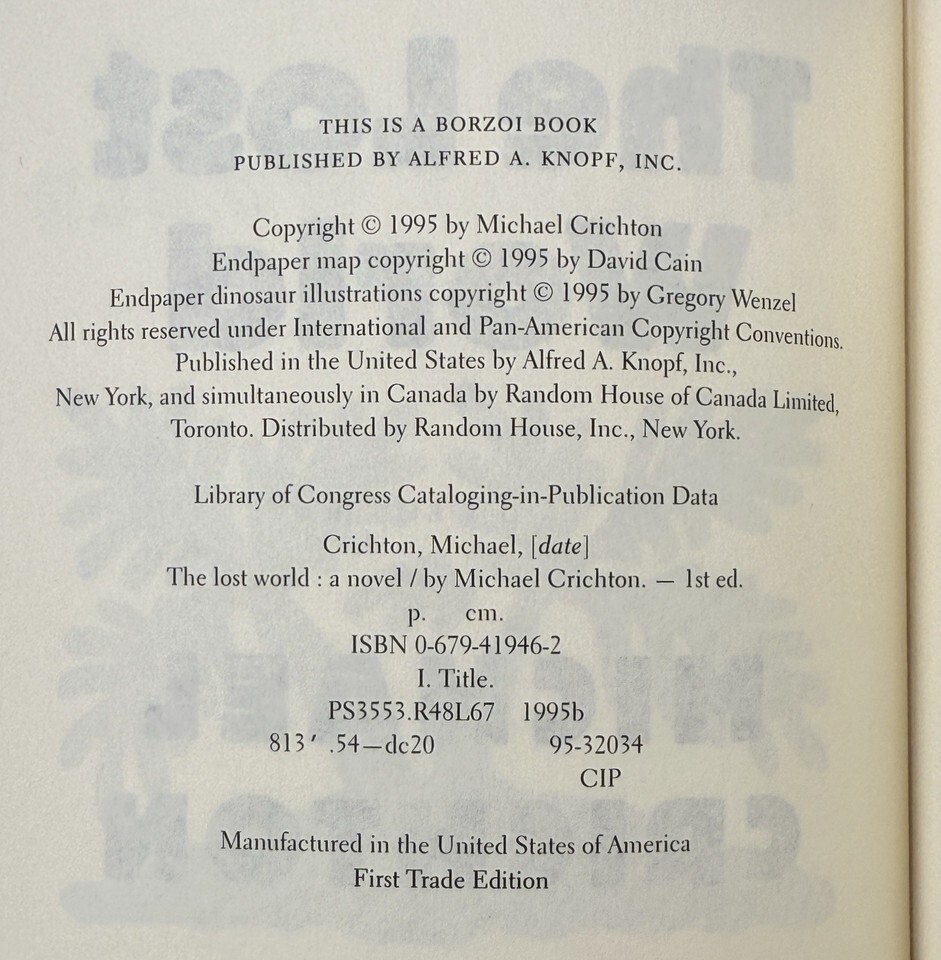 THIS IS A BORZOI BOOK
PUBLISHED BY ALFRED A. KNOPF, INC.
Copyright © 1995 by Michael Crichton
Endpaper map copyright © 1995 by David Cain
Endpaper dinosaur illustrations copyright © 1995 by Gregory Wenzel
All rights reserved under International and Pan-American Copyright Conventions.
Published in the United States by Alfred A. Knopf, Inc.,
New York, and simultaneously in Canada by Random House of Canada Limited,
Toronto. Distributed by Random House, Inc., New York.
Library of Congress Cataloging-in-Publication Data
Crichton, Michael, [date]
The lost world : a novel / by Michael Crichton. — 1st ed.
p. cm.
ISBN 0-679-41946-2
I. Title.
PS3553.R48L67 1995b
813′ .54—dc20 95-32034
CIP
Manufactured in the United States of America
First Trade Edition